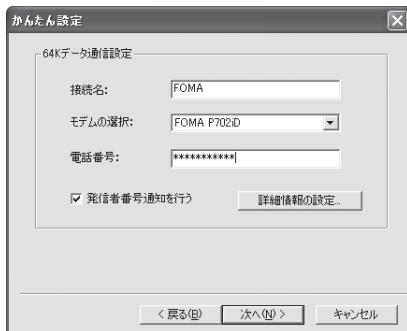 かんたん設定
64Kデータ通信設定
接続名:
FOMA
モデムの選択:
FOMA P702iD
電話番号:
***********
発信者番号通知を行う
詳細情報の設定...
< 戻る(B)
次へ(N) >
キャンセル